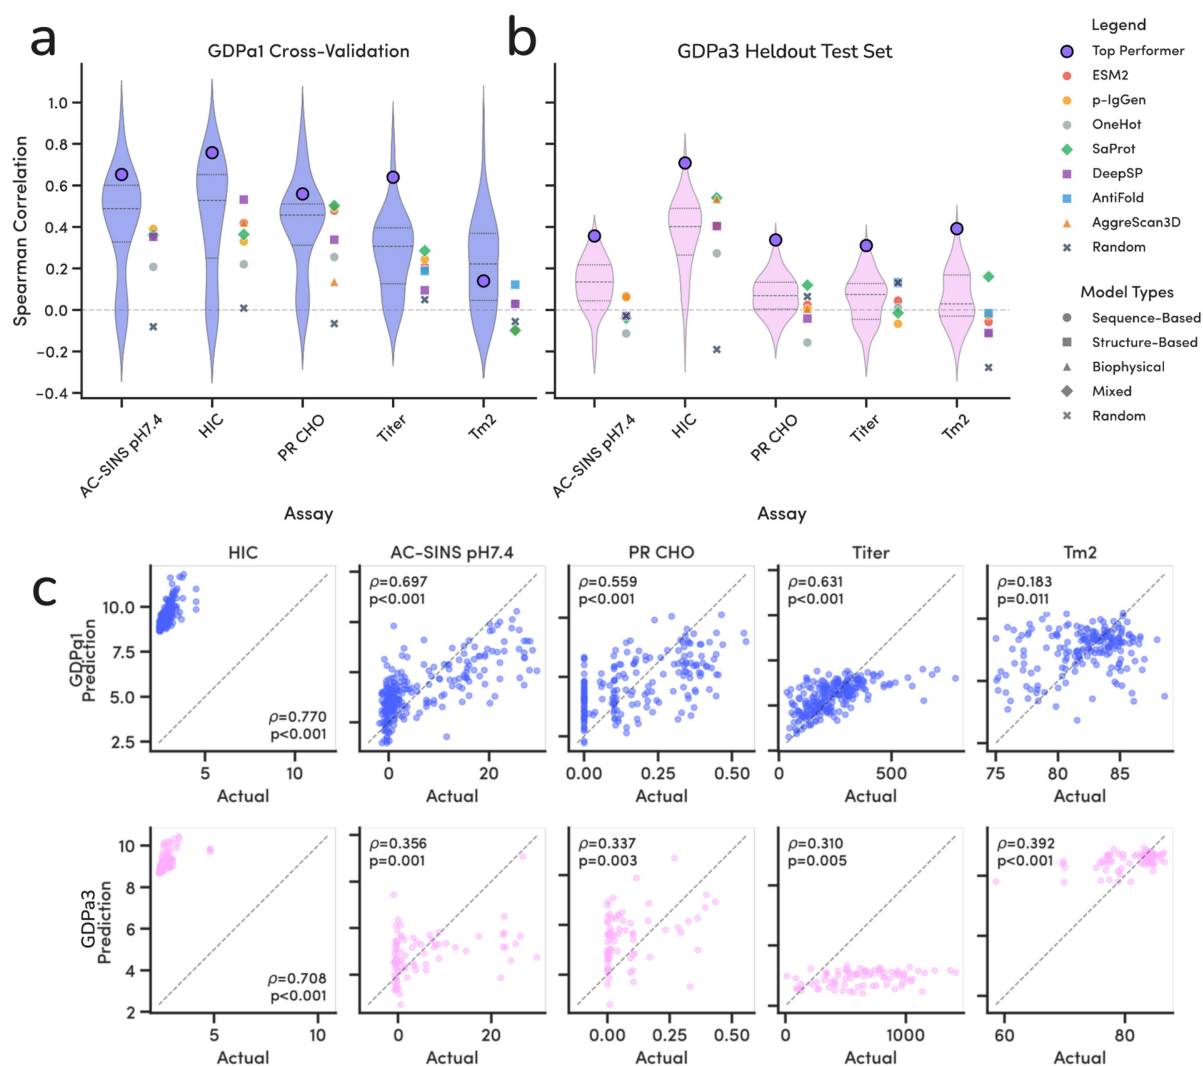 a
GDPa1 Cross-Validation
b
GDPa3 Heldout Test Set
Legend
Top Performer
ESM2
p-IgGen
OneHot
SaProt
DeepSP
AntiFold
AggreScan3D
Random
Model Types
Sequence-Based
Structure-Based
Biophysical
Mixed
Random
Spearman Correlation
1.0
0.8
0.6
0.4
0.2
0.0
−0.2
−0.4
AC-SINS pH7.4
HIC
PR CHO
Titer
Tm2
Assay
AC-SINS pH7.4
HIC
PR CHO
Titer
Tm2
Assay
c
HIC
AC-SINS pH7.4
PR CHO
Titer
Tm2
GDPa1
Prediction
10.0
7.5
5.0
2.5
ρ=0.770
p<0.001
5 10
Actual
ρ=0.697
p<0.001
0 20
Actual
ρ=0.559
p<0.001
0.00 0.25 0.50
Actual
ρ=0.631
p<0.001
0 500
Actual
ρ=0.183
p=0.011
75 80 85
Actual
GDPa3
Prediction
10
8
6
4
2
ρ=0.708
p<0.001
5 10
Actual
ρ=0.356
p=0.001
0 20
Actual
ρ=0.337
p=0.003
0.00 0.25 0.50
Actual
ρ=0.310
p=0.005
0 1000
Actual
ρ=0.392
p<0.001
60 80
Actual